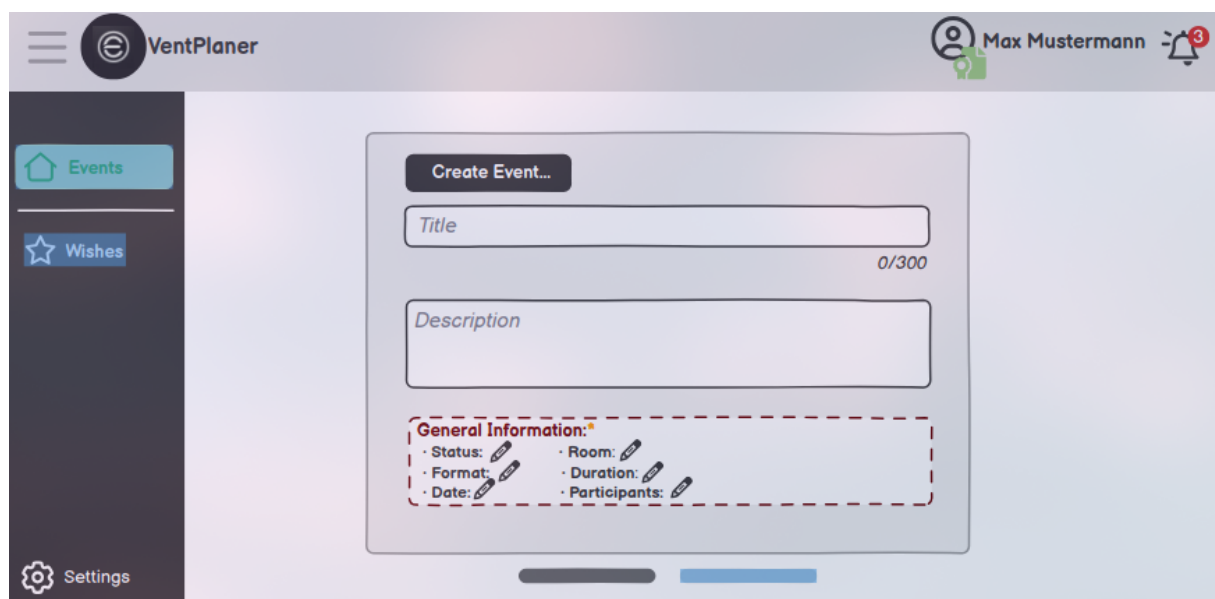 VentPlaner
Max Mustermann
3
Events
Wishes
Settings
Create Event...
Title
0/300
Description
General Information:*
· Status:
· Room:
· Format:
· Duration:
· Date:
· Participants: